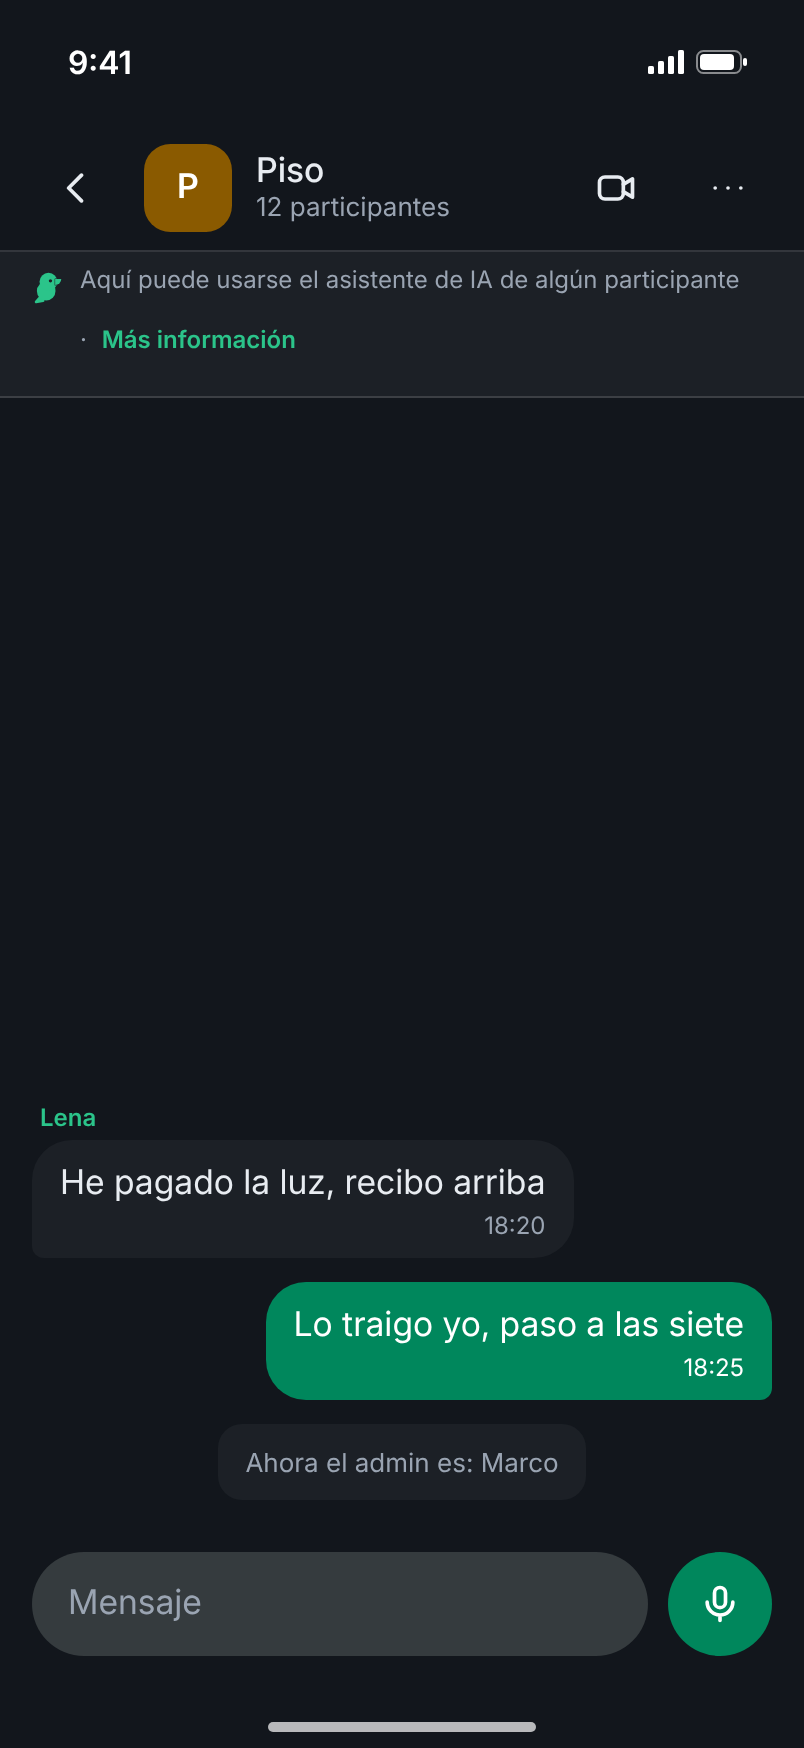 9:41
P
Piso
12 participantes
Aquí puede usarse el asistente de IA de algún participante
· Más información
Lena
He pagado la luz, recibo arriba
18:20
Lo traigo yo, paso a las siete
18:25
Ahora el admin es: Marco
Mensaje